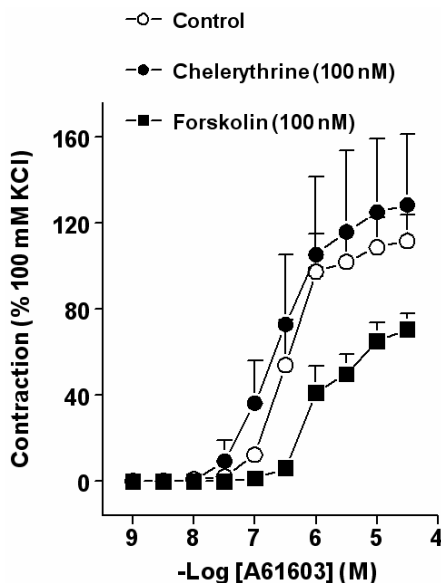 Control
Chelerythrine (100 nM)
Forskolin (100 nM)
Contraction (% 100 mM KCl)
160
120
80
40
0
9 8 7 6 5 4
-Log [A61603] (M)